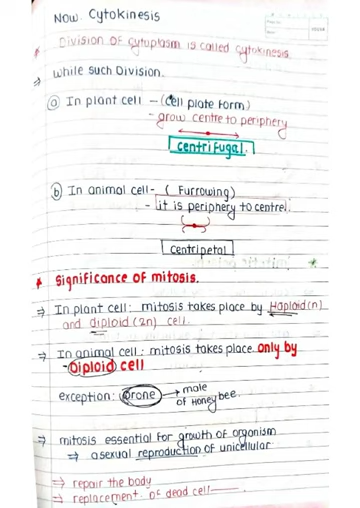 Now. Cytokinesis
* Division of cytoplasm is called cytokinesis
⇒ while such Division.
ⓐ In plant cell - (cell plate form)
- grow centre to periphery
centrifugal.
ⓑ In animal cell - ( Furrowing)
- it is periphery to centrel.
centripetal
* Significance of mitosis.
⇒ In plant cell: mitosis takes place by Haploid(n)
and diploid (2n) cell.
⇒ In animal cell: mitosis takes place only by
- Diploid cell
exception: Drone → male
of Honey bee.
⇒ mitosis essential for growth of organism
⇒ asexual reproduction of unicellular
⇒ repair the body
⇒ replacement of dead cell